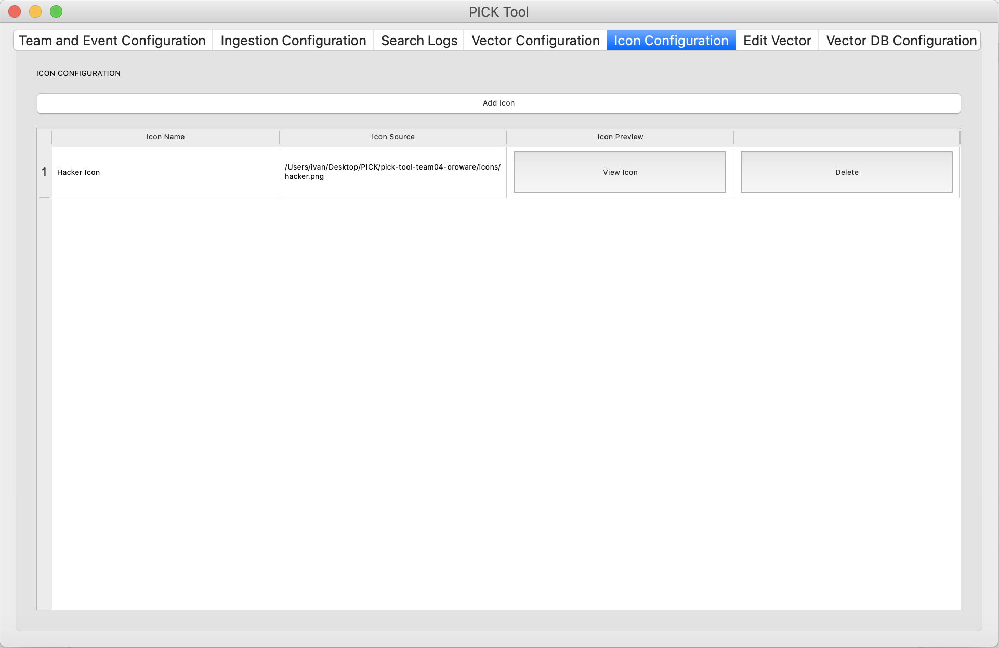 PICK Tool
Team and Event Configuration Ingestion Configuration Search Logs Vector Configuration Icon Configuration Edit Vector Vector DB Configuration
ICON CONFIGURATION
Add Icon
Icon Name Icon Source Icon Preview
1 Hacker Icon /Users/ivan/Desktop/PICK/pick-tool-team04-oroware/icons/
hacker.png View Icon Delete